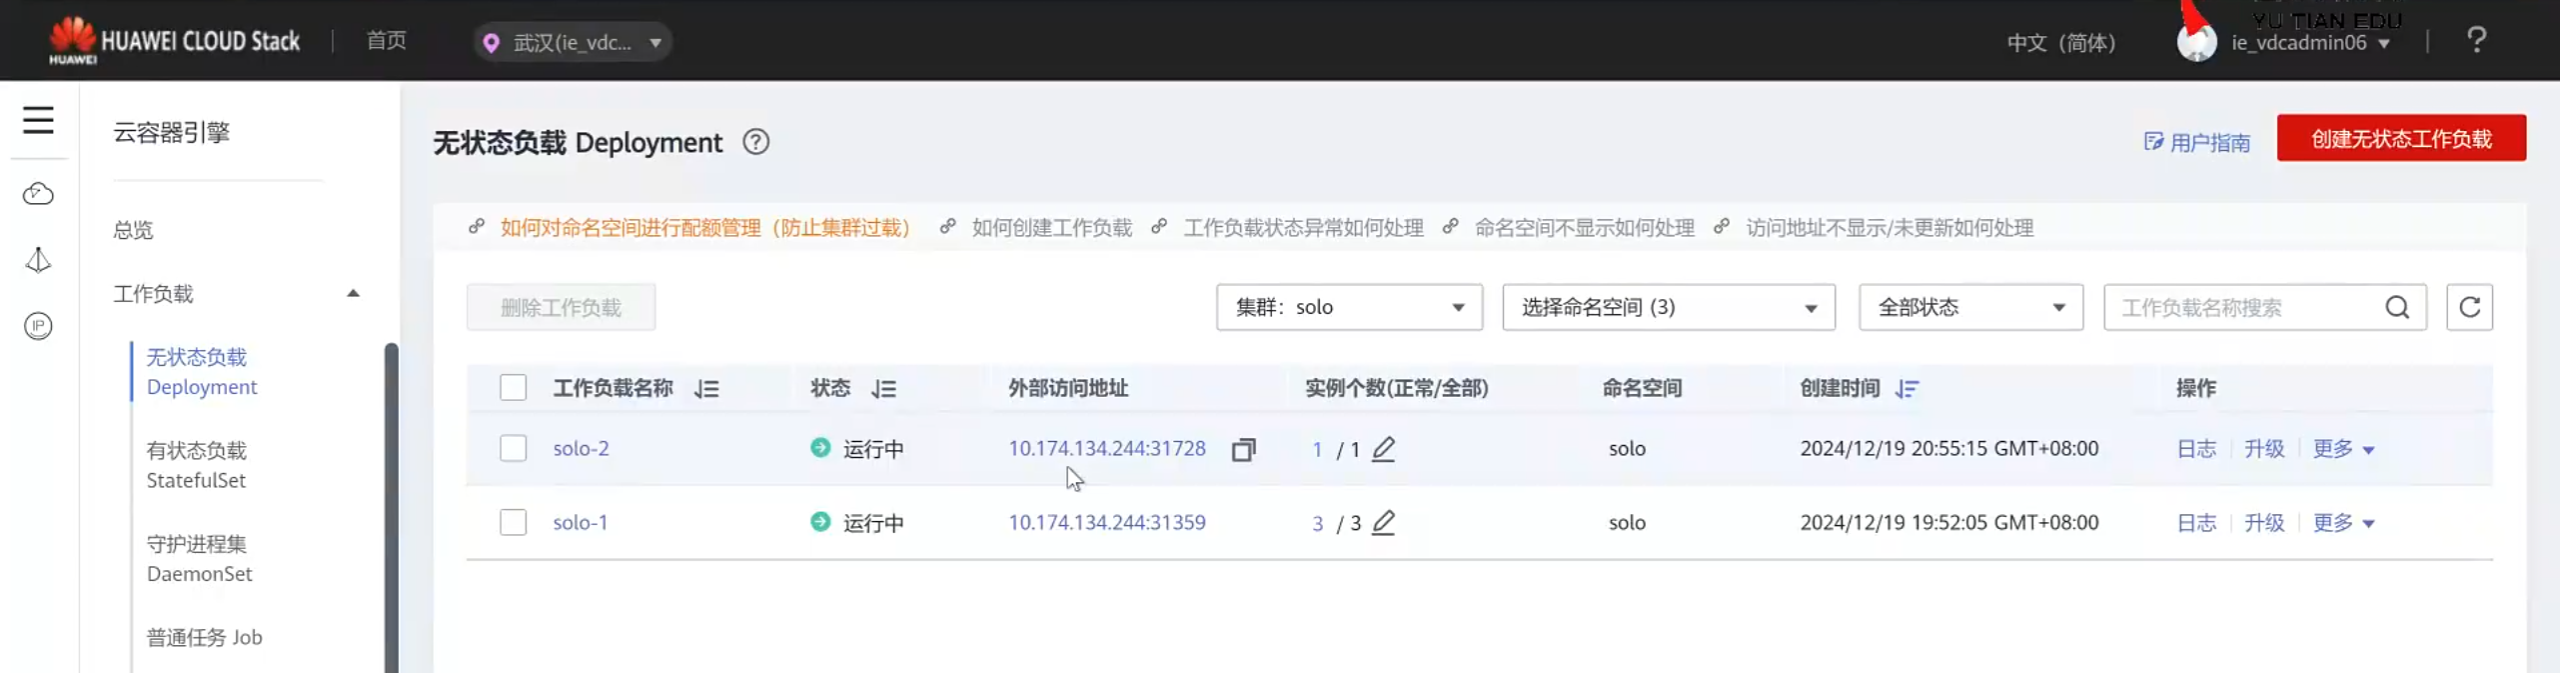 HUAWEI
HUAWEI CLOUD Stack
首页
武汉(ie_vdc...
中文（简体）
YU TIAN EDU
ie_vdcadmin06
?
云容器引擎
总览
工作负载
无状态负载
Deployment
有状态负载
StatefulSet
守护进程集
DaemonSet
普通任务 Job
IP
无状态负载 Deployment ?
用户指南
创建无状态工作负载
如何对命名空间进行配额管理（防止集群过载） 如何创建工作负载 工作负载状态异常如何处理 命名空间不显示如何处理 访问地址不显示/未更新如何处理
删除工作负载 集群：solo 选择命名空间 (3) 全部状态 工作负载名称搜索
工作负载名称 状态 外部访问地址 实例个数(正常/全部) 命名空间 创建时间 操作
solo-2 运行中 10.174.134.244:31728 1 / 1 solo 2024/12/19 20:55:15 GMT+08:00 日志 升级 更多
solo-1 运行中 10.174.134.244:31359 3 / 3 solo 2024/12/19 19:52:05 GMT+08:00 日志 升级 更多